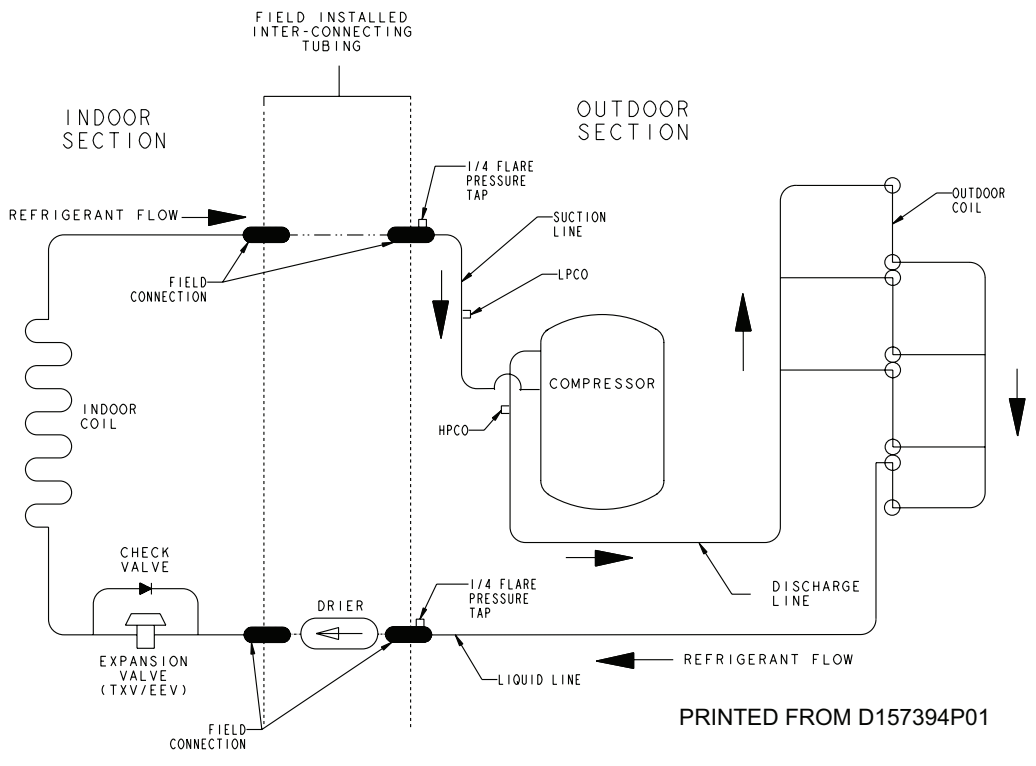 FIELD INSTALLED
INTER-CONNECTING
TUBING
INDOOR
SECTION
OUTDOOR
SECTION
1/4 FLARE
PRESSURE
TAP
OUTDOOR
COIL
REFRIGERANT FLOW
SUCTION
LINE
FIELD
CONNECTION
LPCO
COMPRESSOR
INDOOR
COIL
HPCO
CHECK
VALVE
DRIER
1/4 FLARE
PRESSURE
TAP
DISCHARGE
LINE
EXPANSION
VALVE
(TXV/EEV)
LIQUID LINE
REFRIGERANT FLOW
FIELD
CONNECTION
PRINTED FROM D157394P01